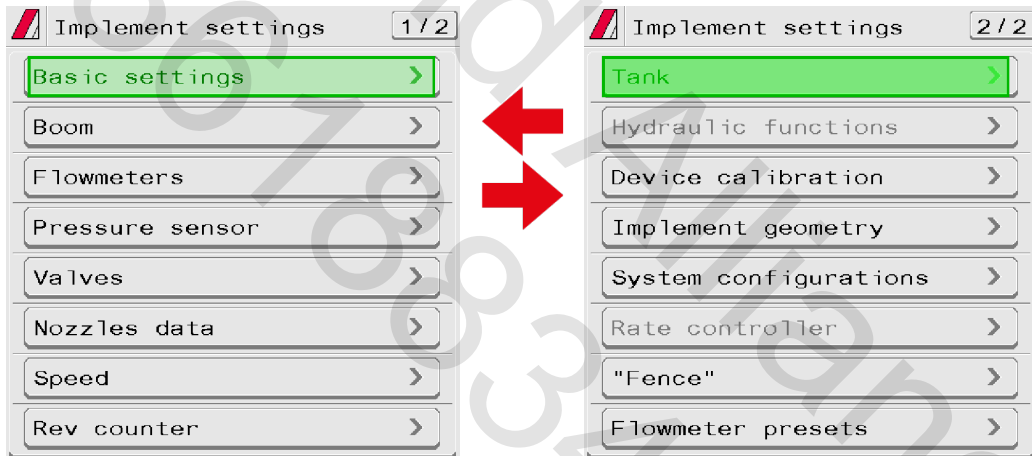 Implement settings 1/2
Basic settings
Boom
Flowmeters
Pressure sensor
Valves
Nozzles data
Speed
Rev counter
Implement settings 2/2
Tank
Hydraulic functions
Device calibration
Implement geometry
System configurations
Rate controller
"Fence"
Flowmeter presets